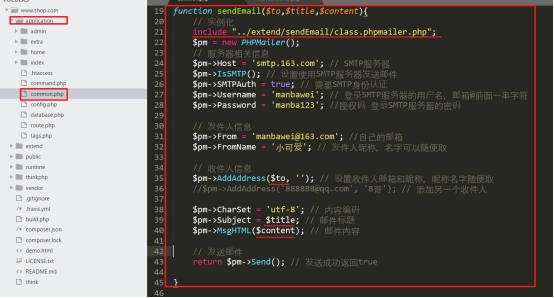 FOLDERS
www.shop.com
application
admin
extra
home
index
.htaccess
command.php
common.php
config.php
database.php
route.php
tags.php
extend
public
runtime
thinkphp
vendor
.gitignore
.travis.yml
build.php
composer.json
composer.lock
demo.html
LICENSE.txt
README.md
think
19 function sendEmail($to,$title,$content){
20 // 实例化
21 include "../extend/sendEmail/class.phpmailer.php";
22 $pm = new PHPMailer();
23 // 服务器相关信息
24 $pm->Host = 'smtp.163.com'; // SMTP服务器
25 $pm->IsSMTP(); // 设置使用SMTP服务器发送邮件
26 $pm->SMTPAuth = true; // 需要SMTP身份认证
27 $pm->Username = 'manbawei'; // 登录SMTP服务器的用户名, 邮箱@前面一串字符
28 $pm->Password = 'manba123'; //授权码 登录SMTP服务器的密码
29
30 // 发件人信息
31 $pm->From = 'manbawei@163.com'; //自己的邮箱
32 $pm->FromName = '小可爱'; // 发件人昵称, 名字可以随便取
33
34 // 收件人信息
35 $pm->AddAddress($to, ''); // 设置收件人邮箱和昵称, 昵称名字随便取
36 //$pm->AddAddress('888888@qq.com', '8哥'); // 添加另一个收件人
37
38 $pm->CharSet = 'utf-8'; // 内容编码
39 $pm->Subject = $title; // 邮件标题
40 $pm->MsgHTML($content); // 邮件内容
41
42 // 发送邮件
43 return $pm->Send(); // 发送成功返回true
44
45 }